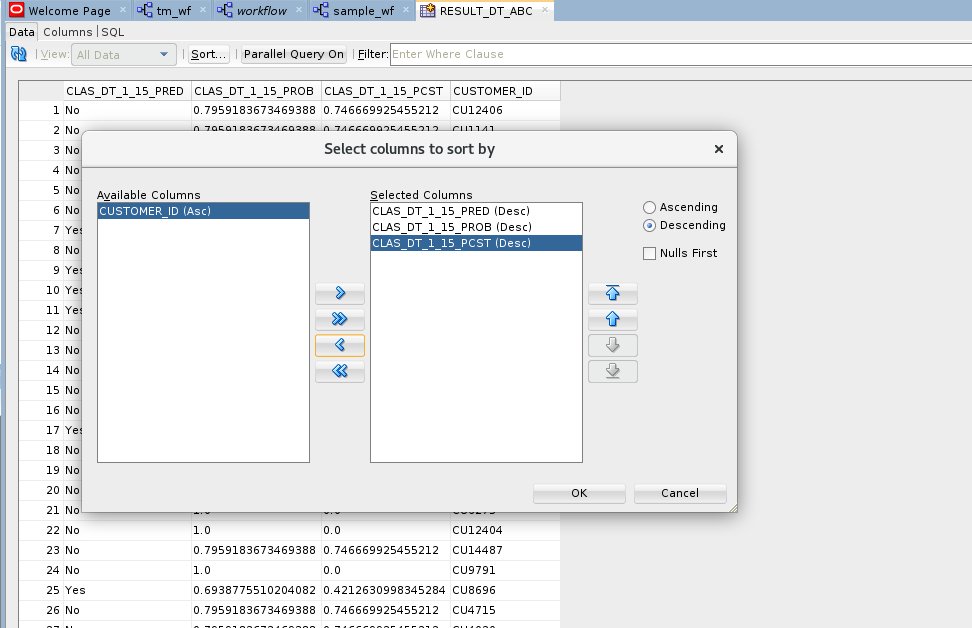 Welcome Page tm_wf workflow sample_wf RESULT_DT_ABC
Data Columns SQL
View: All Data Sort... Parallel Query On Filter: Enter Where Clause
CLAS_DT_1_15_PRED CLAS_DT_1_15_PROB CLAS_DT_1_15_PCST CUSTOMER_ID
1 No 0.7959183673469388 0.746669925455212 CU12406
2 No 0.7959183673469388 0.746669925455212 CU1141
3 No
4 No
5 No
6 No
7 Yes
8 No
9 Yes
10 Yes
11 Yes
12 No
13 No
14 No
15 No
16 No
17 Yes
18 No
19 No
20 No
Select columns to sort by
Available Columns
CUSTOMER_ID (Asc)
Selected Columns
CLAS_DT_1_15_PRED (Desc)
CLAS_DT_1_15_PROB (Desc)
CLAS_DT_1_15_PCST (Desc)
Ascending
Descending
Nulls First
OK Cancel
21 No 1.0 0.0
22 No 1.0 0.0 CU12404
23 No 0.7959183673469388 0.746669925455212 CU14487
24 No 1.0 0.0 CU9791
25 Yes 0.6938775510204082 0.4212630998345284 CU8696
26 No 0.7959183673469388 0.746669925455212 CU4715